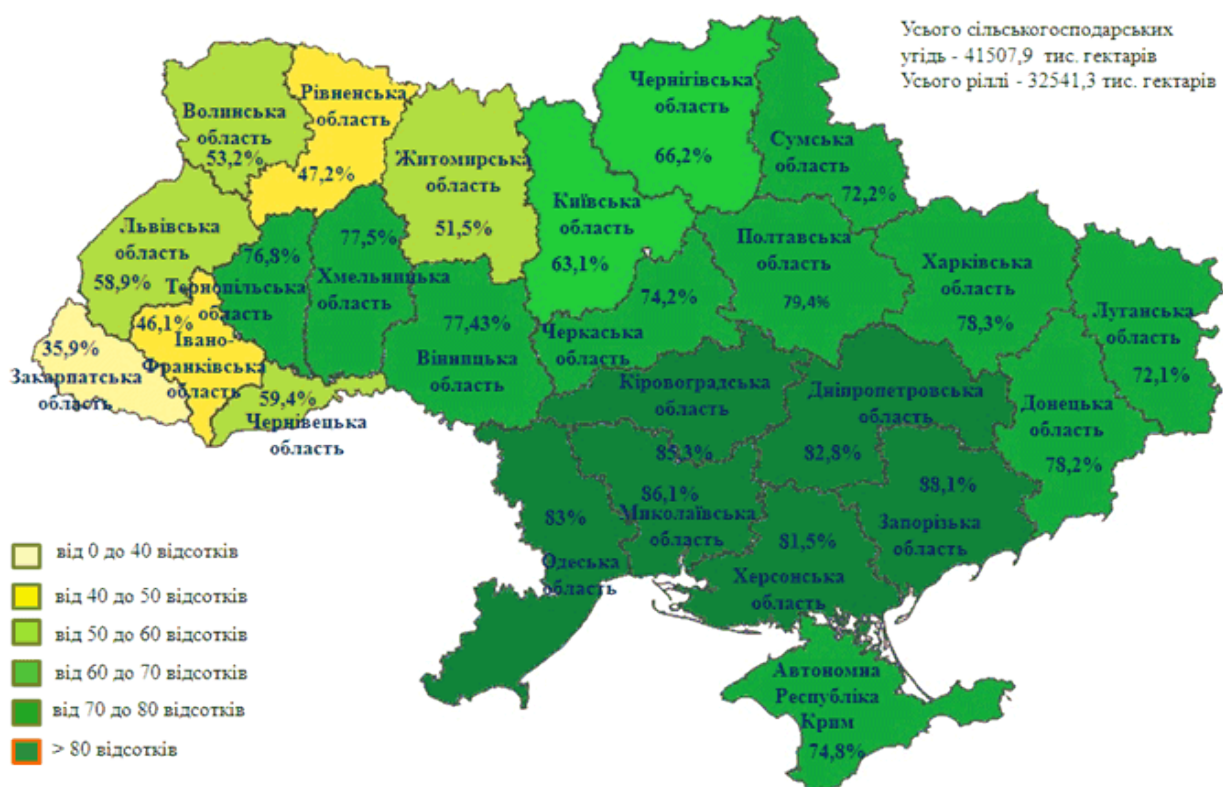 Усього сільськогосподарських
угідь - 41507,9 тис. гектарів
Усього ріллі - 32541,3 тис. гектарів
Волинська
область
53,2%
Рівненська
область
47,2%
Житомирська
область
51,5%
Чернігівська
область
66,2%
Сумська
область
72,2%
Київська
область
63,1%
Львівська
область
58,9%
76,8%
Тернопільська
область
77,5%
Хмельницька
область
77,43%
Вінницька
область
74,2%
Черкаська
область
Полтавська
область
79,4%
Харківська
область
78,3%
Луганська
область
72,1%
35,9%
Закарпатська
область
46,1%
Івано-
Франківська
область
59,4%
Чернівецька
область
Кіровоградська
область
85,3%
Дніпропетровська
область
82,8%
Донецька
область
78,2%
83%
Одеська
область
86,1%
Миколаївська
область
81,5%
Херсонська
область
88,1%
Запорізька
область
Автономна
Республіка
Крим
74,8%
від 0 до 40 відсотків
від 40 до 50 відсотків
від 50 до 60 відсотків
від 60 до 70 відсотків
від 70 до 80 відсотків
> 80 відсотків